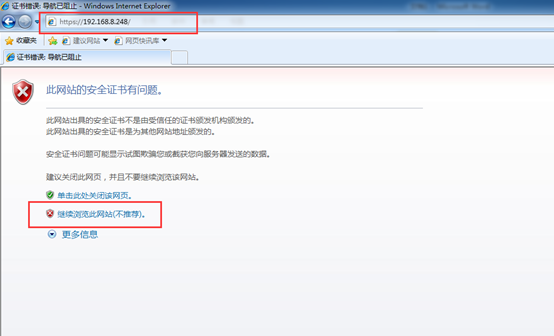 证书错误: 导航已阻止 - Windows Internet Explorer
https://192.168.8.248/
收藏夹 建议网站 网页快讯库
证书错误: 导航已阻止
此网站的安全证书有问题。
此网站出具的安全证书不是由受信任的证书颁发机构颁发的。
此网站出具的安全证书是为其他网站地址颁发的。
安全证书问题可能显示试图欺骗您或截获您向服务器发送的数据。
建议关闭此网页，并且不要继续浏览该网站。
单击此处关闭该网页。
继续浏览此网站(不推荐)。
更多信息